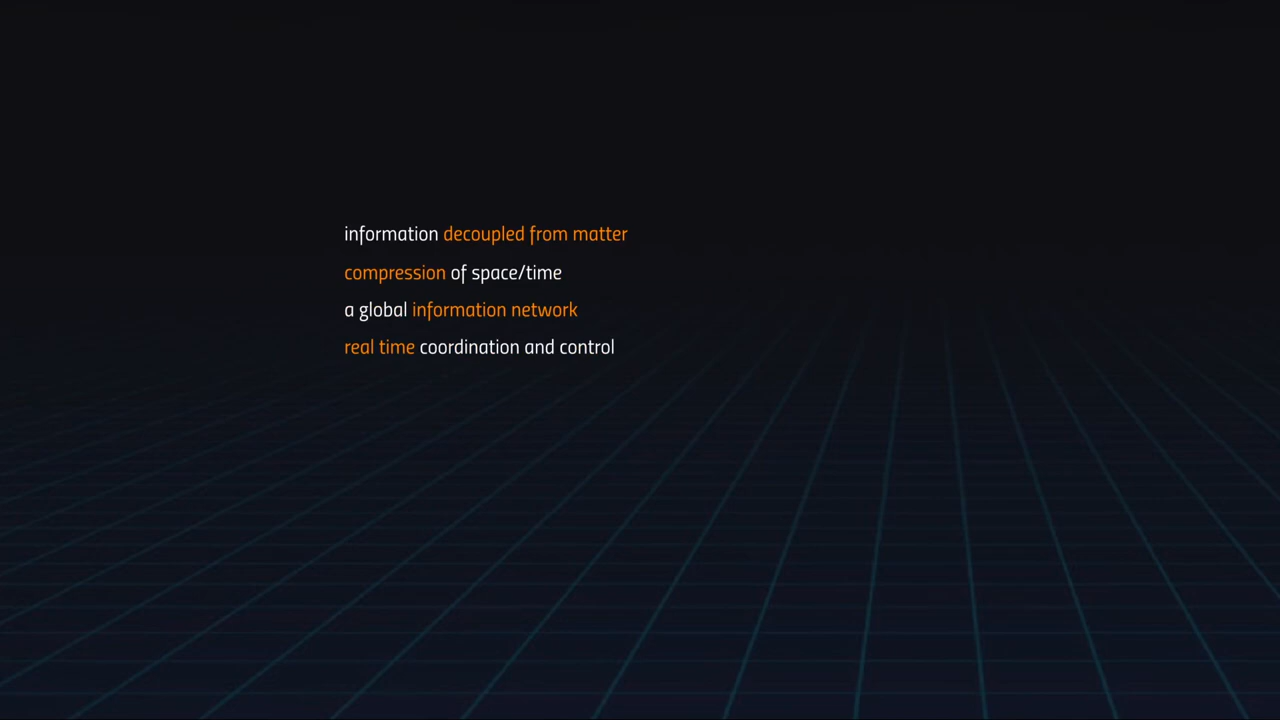 information decoupled from matter
compression of space/time
a global information network
real time coordination and control